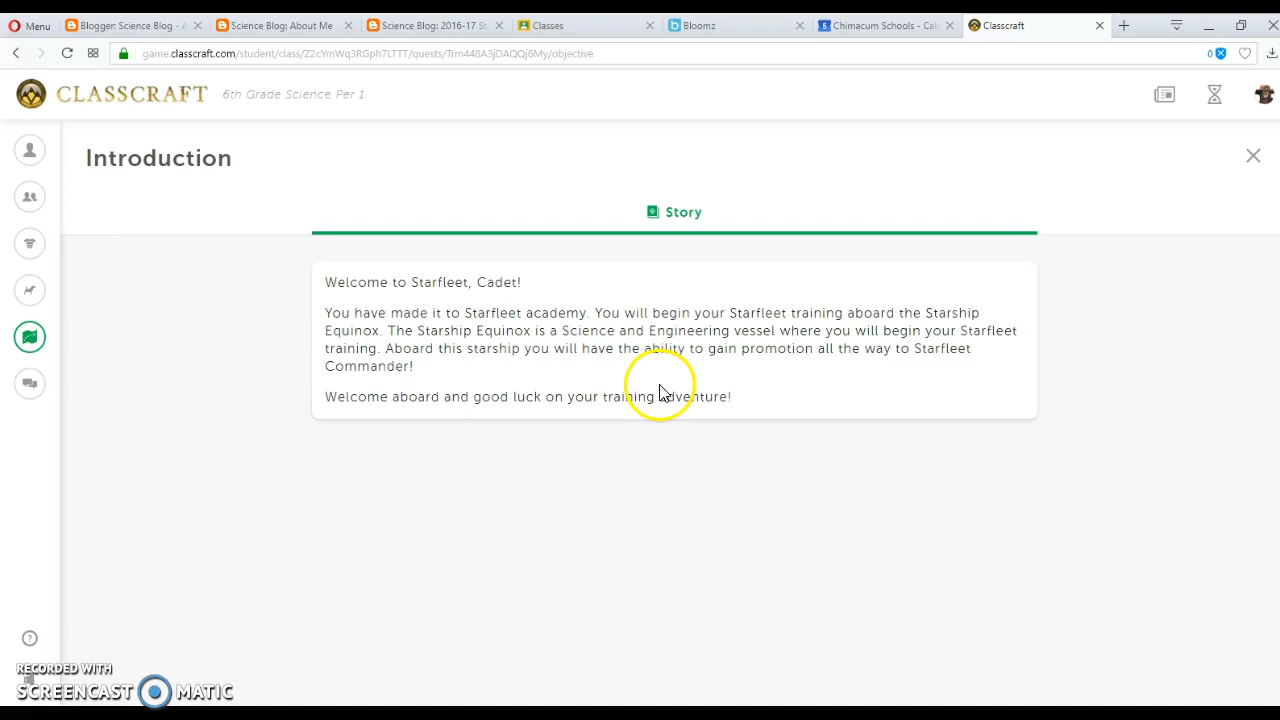 Menu
Blogger: Science Blog - A
Science Blog: About Me
Science Blog: 2016-17 St
Classes
Bloomz
Chimacum Schools - Cale
Classcraft
game.classcraft.com/student/class/Z2cYmWq3RGph7LTTT/quests/Trm448A3jDAQQj6My/objective
0
CLASSCRAFT
6th Grade Science Per 1
Introduction
Story
Welcome to Starfleet, Cadet!
You have made it to Starfleet academy. You will begin your Starfleet training aboard the Starship
Equinox. The Starship Equinox is a Science and Engineering vessel where you will begin your Starfleet
training. Aboard this starship you will have the ability to gain promotion all the way to Starfleet
Commander!
Welcome aboard and good luck on your training adventure!
?
RECORDED WITH
SCREENCAST MATIC